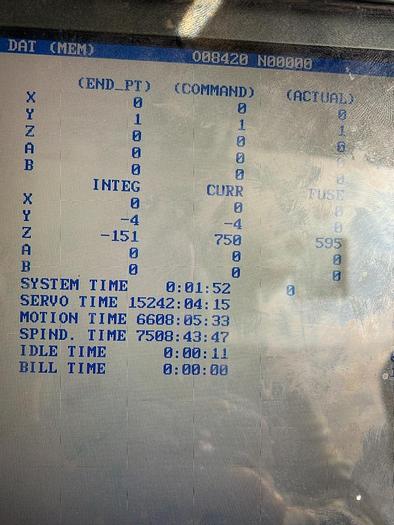 DAT (MEM) O08420 N00000
(END_PT) (COMMAND) (ACTUAL)
X 0 0 0
Y 1 1 1
Z 0 0 0
A 0 0 0
B 0 0 0
INTEG CURR FUSE
X 0 0 0
Y -4 -4 0
Z -151 750 595
A 0 0 0
B 0 0 0
SYSTEM TIME 0:01:52 0
SERVO TIME 15242:04:15
MOTION TIME 6608:05:33
SPIND. TIME 7508:43:47
IDLE TIME 0:00:11
BILL TIME 0:00:00